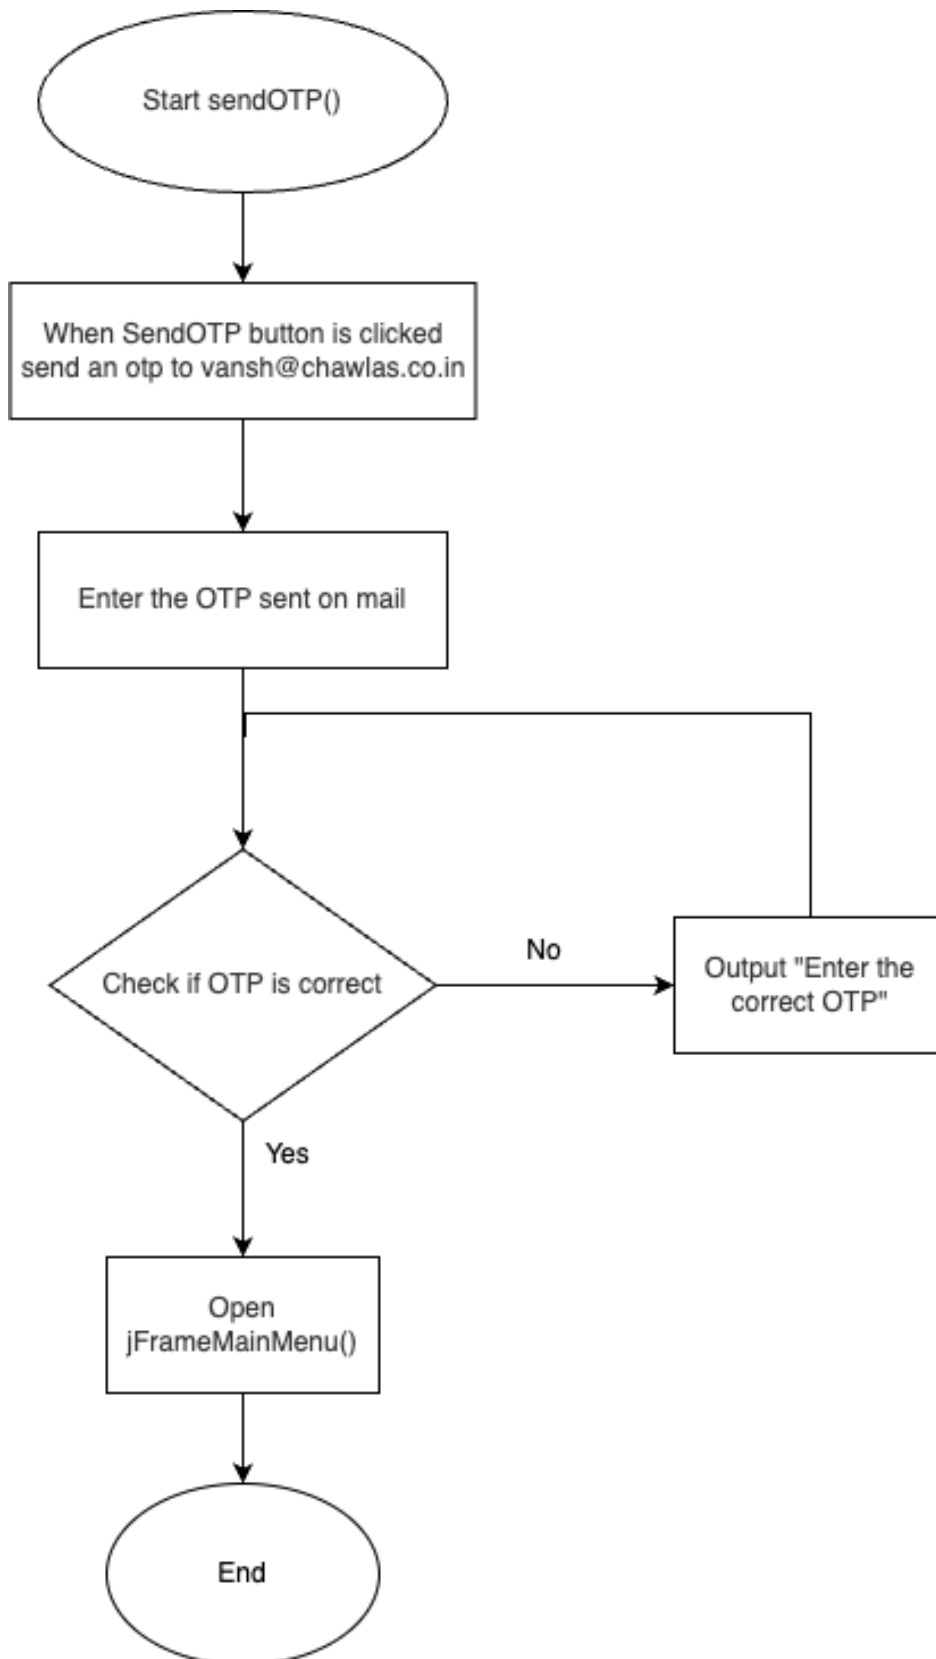 Start sendOTP()
When SendOTP button is clicked
send an otp to vansh@chawlas.co.in
Enter the OTP sent on mail
Check if OTP is correct
No
Output "Enter the
correct OTP"
Yes
Open
jFrameMainMenu()
End